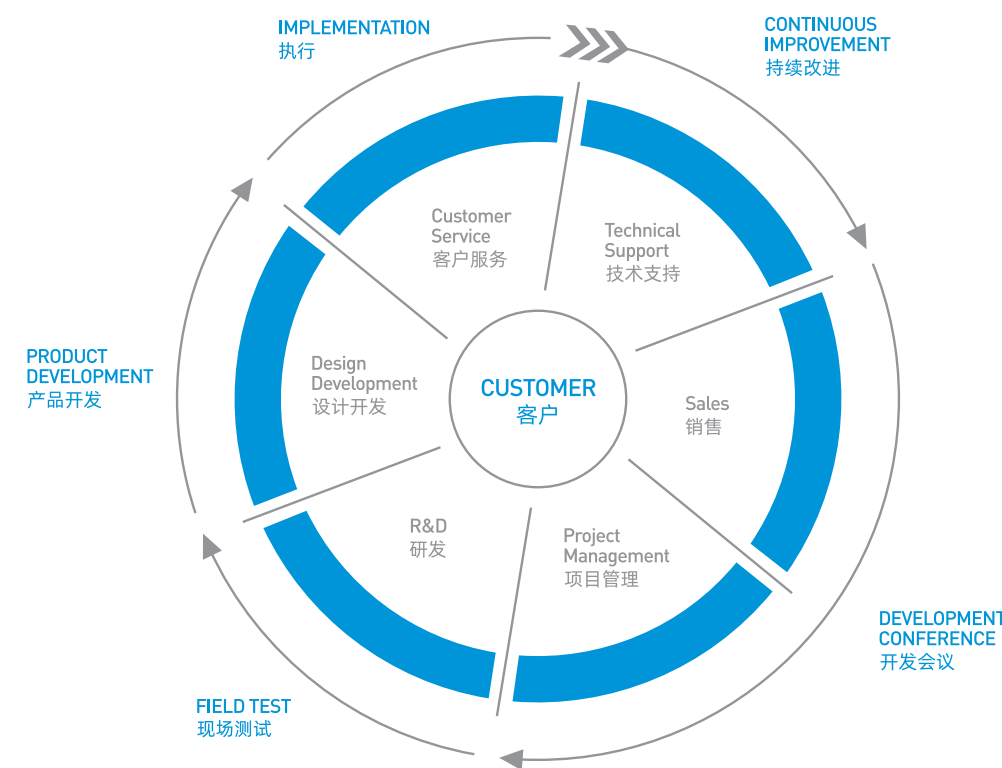 IMPLEMENTATION
执行
CONTINUOUS
IMPROVEMENT
持续改进
Customer
Service
客户服务
Technical
Support
技术支持
PRODUCT
DEVELOPMENT
产品开发
Design
Development
设计开发
CUSTOMER
客户
Sales
销售
R&D
研发
Project
Management
项目管理
DEVELOPMENT
CONFERENCE
开发会议
FIELD TEST
现场测试